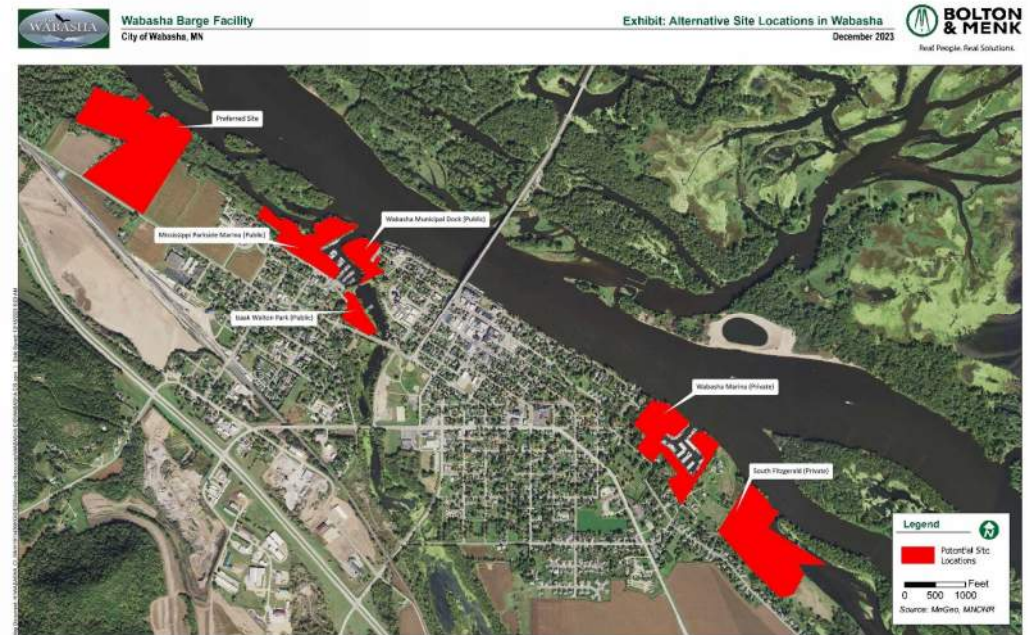 WABASHA
Wabasha Barge Facility
City of Wabasha, MN
Exhibit: Alternative Site Locations in Wabasha
December 2023
BOLTON
& MENK
Real People. Real Solutions.
Preferred Site
Wabasha Municipal Dock (Public)
Mississippi Parkside Marina (Public)
Izaak Walton Park (Public)
Wabasha Marina (Private)
South Fitzgerald (Private)
Legend
N
Potential Site
Locations
Feet
0 500 1000
Source: MnGeo, MNDNR